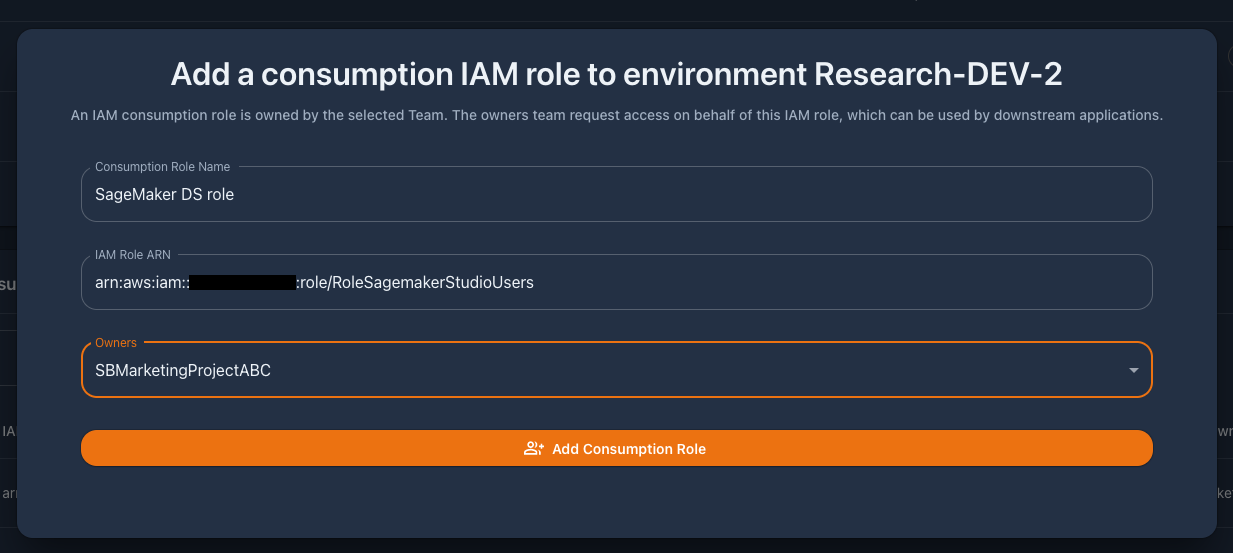 Add a consumption IAM role to environment Research-DEV-2
An IAM consumption role is owned by the selected Team. The owners team request access on behalf of this IAM role, which can be used by downstream applications.
Consumption Role Name
SageMaker DS role
IAM Role ARN
arn:aws:iam:: :role/RoleSagemakerStudioUsers
Owners
SBMarketingProjectABC
Add Consumption Role